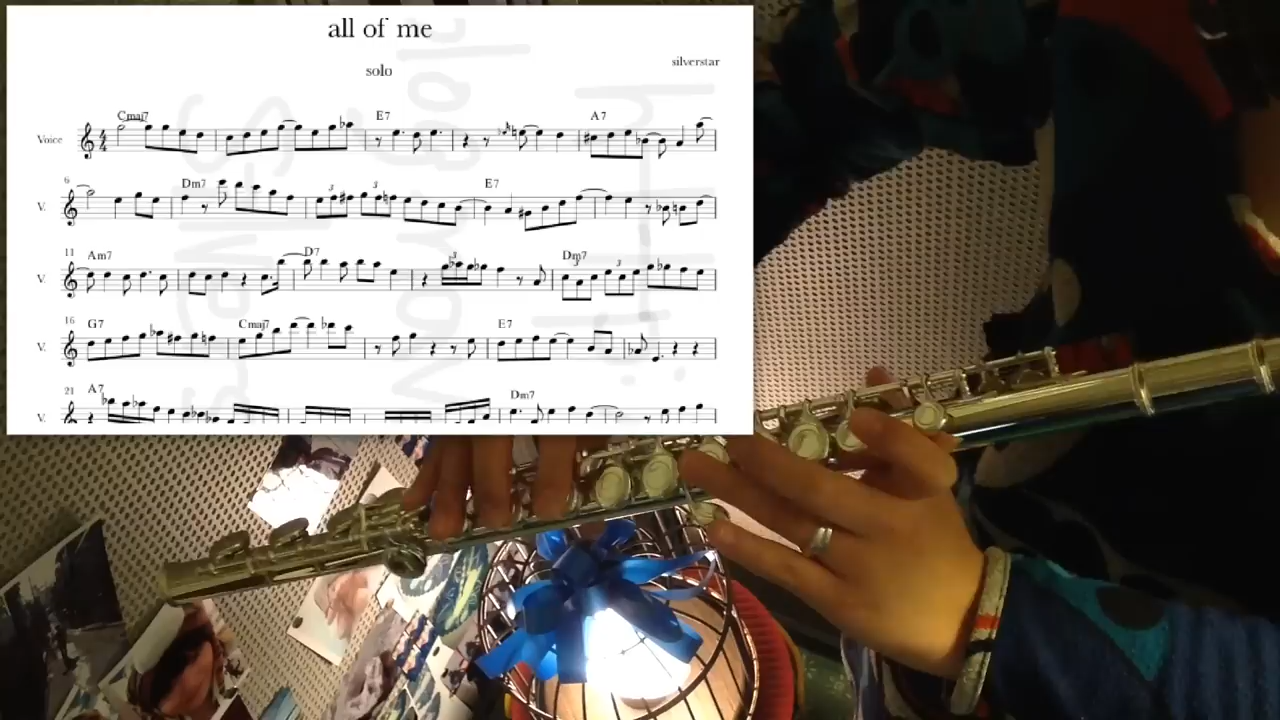 all of me
solo
silverstar
Cmaj7 E7 A7
Voice
6 Dm7 E7
V.
11 Am7 D7 Dm7
V.
16 G7 Cmaj7 E7
V.
21 A7 Dm7
V.